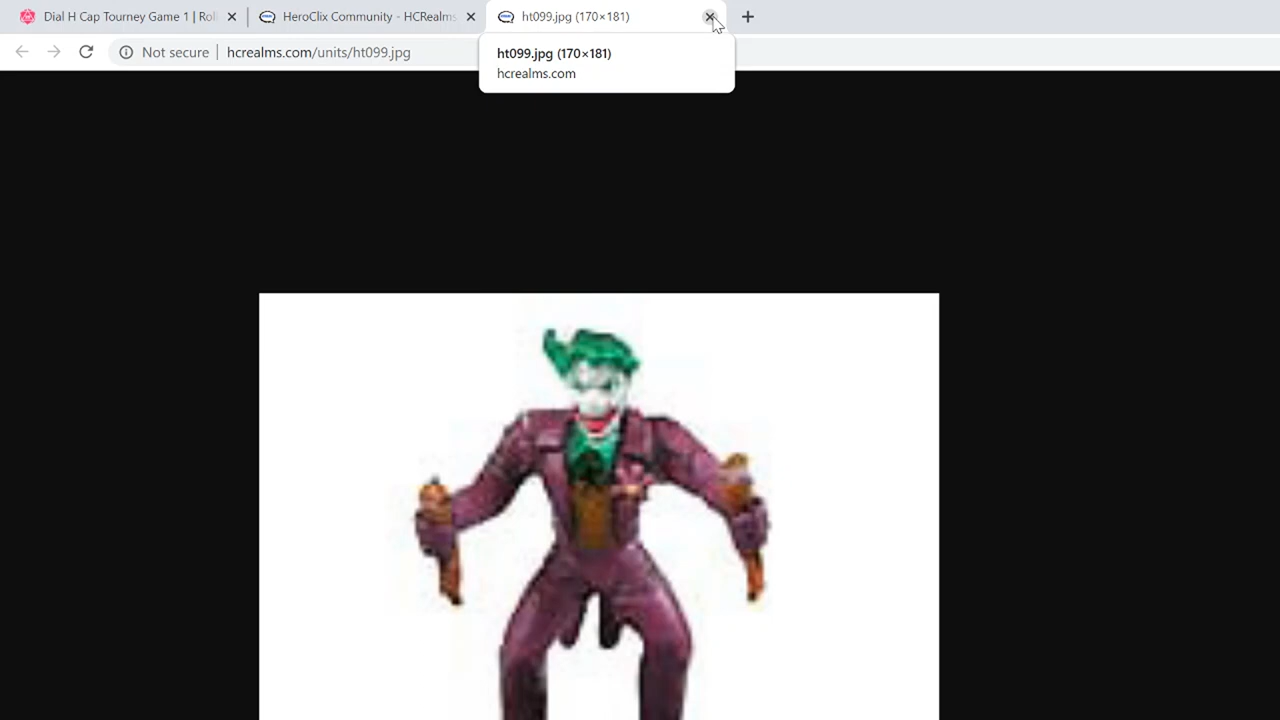 Dial H Cap Tourney Game 1 | Rol
HeroClix Community - HCRealms
ht099.jpg (170×181)
Not secure
hcrealms.com/units/ht099.jpg
ht099.jpg (170×181)
hcrealms.com